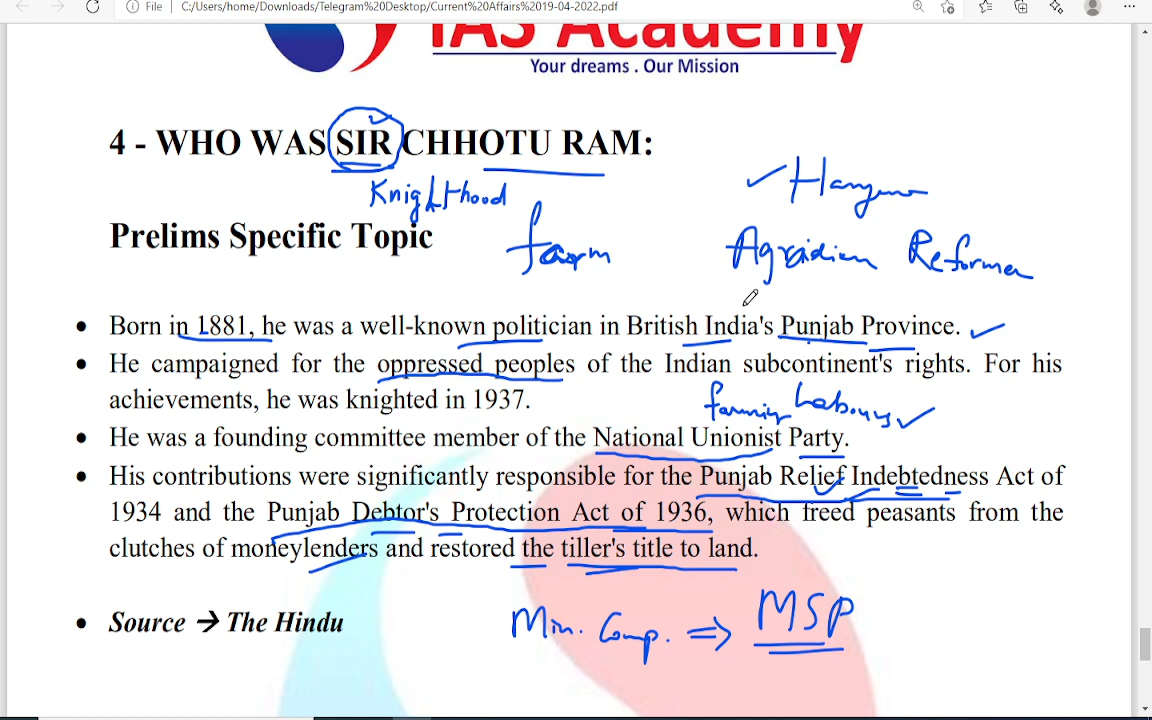 File | C:/Users/home/Downloads/Telegram%20Desktop/Current%20Affairs%2019-04-2022.pdf
IAS Academy
Your dreams . Our Mission
4 - WHO WAS SIR CHHOTU RAM:
Knighthood
Haryana
Prelims Specific Topic
farm
Agraidian Reformer
• Born in 1881, he was a well-known politician in British India's Punjab Province.
• He campaigned for the oppressed peoples of the Indian subcontinent's rights. For his
achievements, he was knighted in 1937.
farming Labours
• He was a founding committee member of the National Unionist Party.
• His contributions were significantly responsible for the Punjab Relief Indebtedness Act of
1934 and the Punjab Debtor's Protection Act of 1936, which freed peasants from the
clutches of moneylenders and restored the tiller's title to land.
• Source → The Hindu
Min. Comp. ⇒ MSP